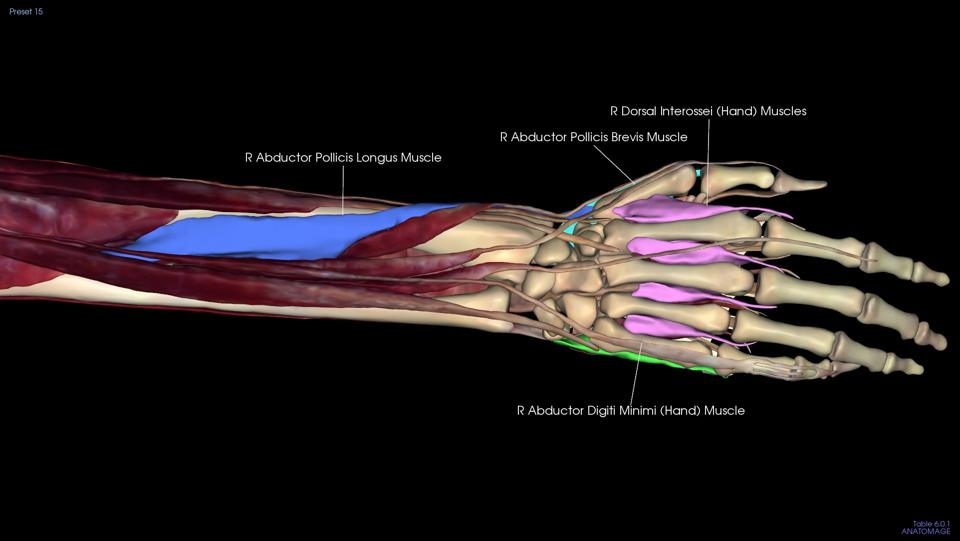 Preset 15
R Dorsal Interossei (Hand) Muscles
R Abductor Pollicis Brevis Muscle
R Abductor Pollicis Longus Muscle
R Abductor Digiti Minimi (Hand) Muscle
Table 6.0.1
ANATOMAGE